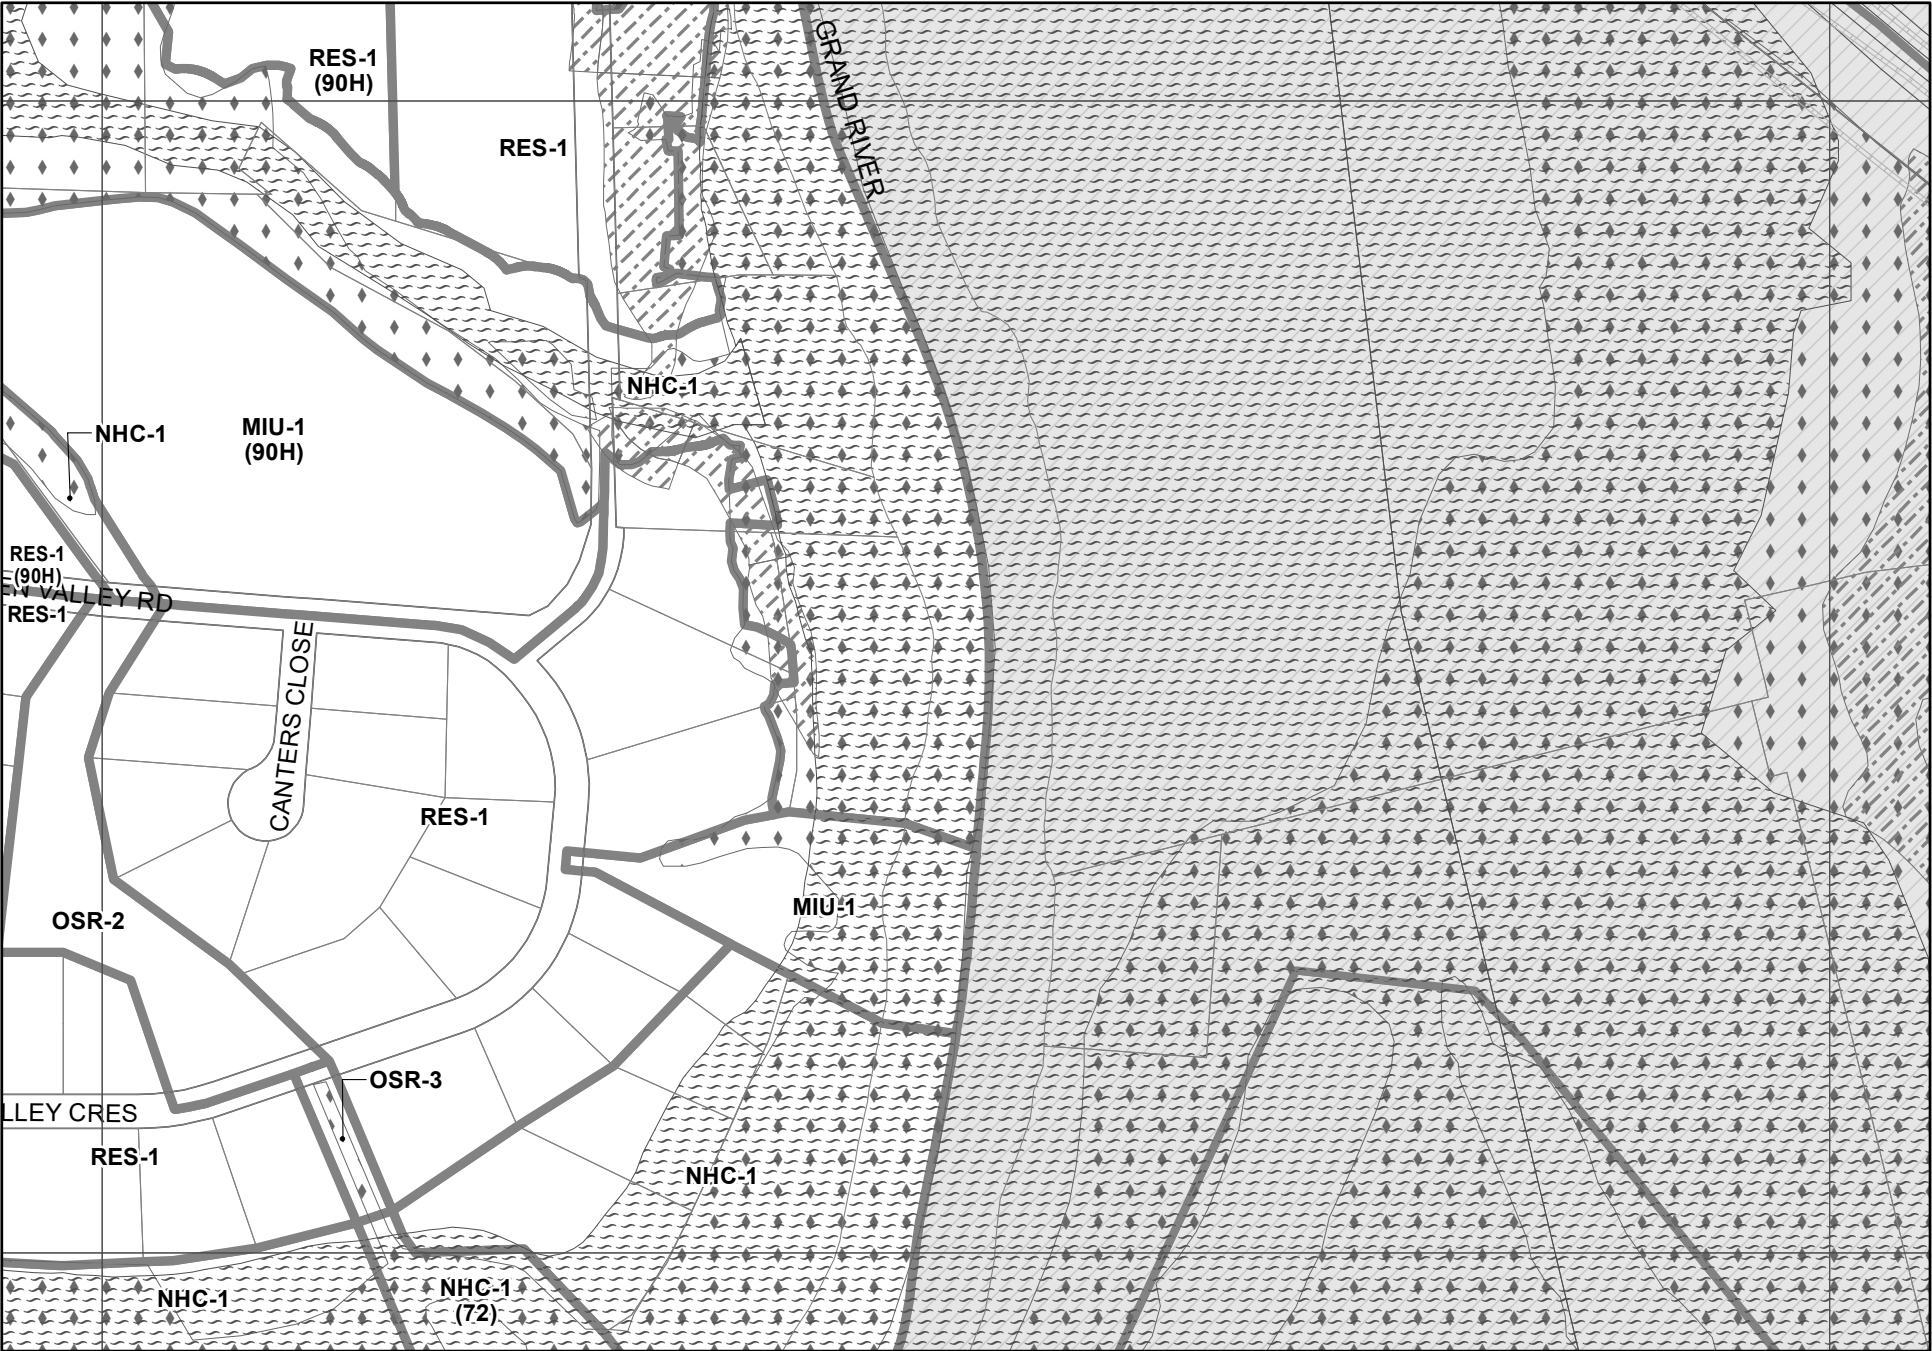 RES-1
(90H)
RES-1
GRAND RIVER
NHC-1
NHC-1
MIU-1
(90H)
RES-1
(90H)
EN VALLEY RD
RES-1
CANTERS CLOSE
RES-1
MIU-1
OSR-2
OSR-3
LLEY CRES
RES-1
NHC-1
NHC-1
NHC-1
(72)